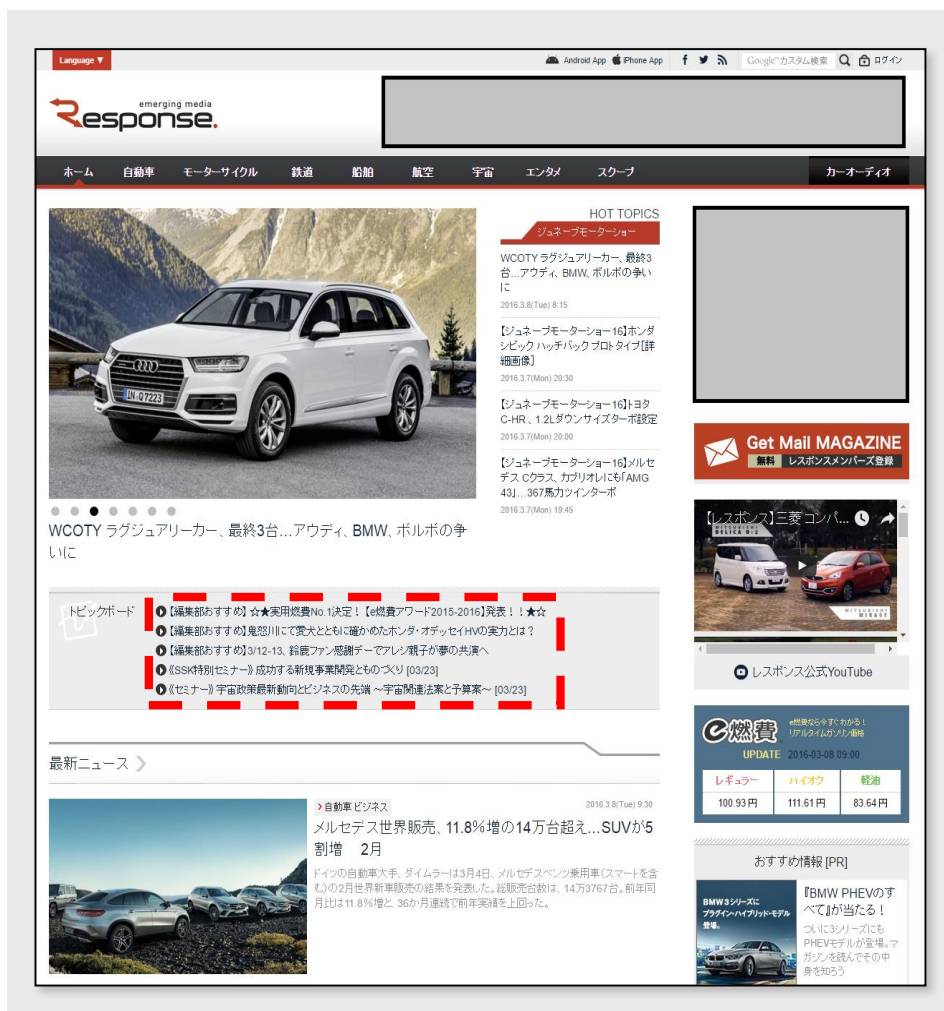 Language ▼
Android App iPhone App
Google カスタム検索
ログイン
emerging media
Response.
ホーム 自動車 モーターサイクル 鉄道 船舶 航空 宇宙 エンタメ スクープ カーオーディオ
IN·Q7223
WCOTY ラグジュアリーカー、最終3台…アウディ、BMW、ボルボの争
いに
HOT TOPICS
ジュネーブモーターショー
WCOTY ラグジュアリーカー、最終3
台…アウディ、BMW、ボルボの争い
に
2016.3.8(Tue) 8:15
【ジュネーブモーターショー16】ホンダ
シビック ハッチバック プロトタイプ[詳
細画像]
2016.3.7(Mon) 20:30
【ジュネーブモーターショー16】トヨタ
C-HR、1.2Lダウンサイズターボ設定
2016.3.7(Mon) 20:00
【ジュネーブモーターショー16】メルセ
デス Cクラス、カブリオレにも「AMG
43」…367馬力ツインターボ
2016.3.7(Mon) 19:45
トピックボード
【編集部おすすめ】☆★実用燃費No.1決定！【e燃費アワード2015-2016】発表！！★☆
【編集部おすすめ】鬼怒川にて愛犬とともに確かめたホンダ・オデッセイHVの実力とは？
【編集部おすすめ】3/12-13、鈴鹿ファン感謝デーでアレジ親子が夢の共演へ
《SSK特別セミナー》成功する新規事業開発とものづくり [03/23]
《セミナー》宇宙政策最新動向とビジネスの先端 ～宇宙関連法案と予算案～ [03/23]
最新ニュース
自動車 ビジネス
2016.3.8(Tue) 9:30
メルセデス世界販売、11.8％増の14万台超え…SUVが5
割増 2月
ドイツの自動車大手、ダイムラーは3月4日、メルセデスベンツ乗用車(スマートを含
む)の2月世界新車販売の結果を発表した。総販売台数は、14万3767台。前年同
月比は11.8％増と、36か月連続で前年実績を上回った。
Get Mail MAGAZINE
無料 レスポンスメンバーズ登録
【レスポンス】三菱 コンパ...
MITSUBISHI
DELICA D:2
MITSUBISHI
MIRAGE
レスポンス公式YouTube
e燃費
e燃費なら今すぐわかる！
リアルタイムガソリン価格
UPDATE 2016-03-08 09:00
レギュラー ハイオク 軽油
100.93 円 111.61 円 83.64 円
おすすめ情報 [PR]
BMW 3 シリーズに
プラグイン・ハイブリッド・モデル
登場。
『BMW PHEVのす
べて』が当たる！
ついに3シリーズにも
PHEVモデルが登場。マ
ガジンを読んでその中
身を知ろう